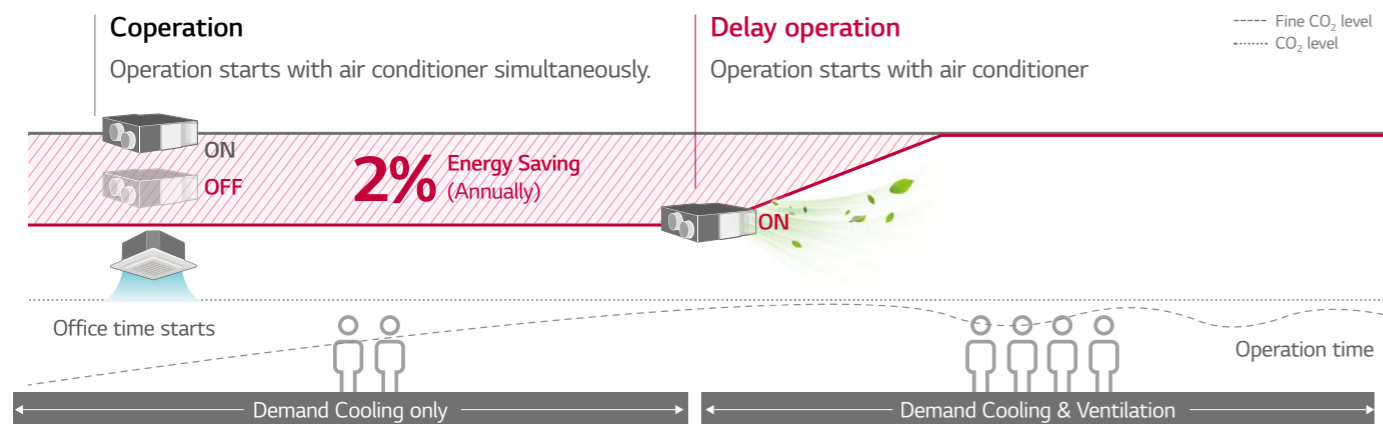 Coperation
Operation starts with air conditioner simultaneously.
Delay operation
Operation starts with air conditioner
Fine CO₂ level
CO₂ level
ON
OFF
2% Energy Saving
(Annually)
ON
Office time starts
Operation time
Demand Cooling only
Demand Cooling & Ventilation